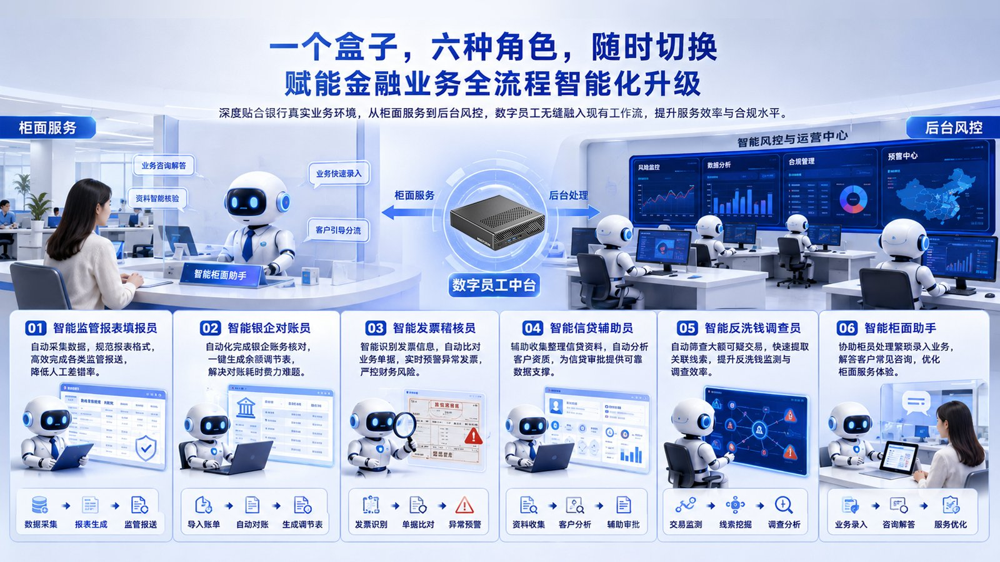 一个盒子，六种角色，随时切换
赋能金融业务全流程智能化升级
深度贴合银行真实业务环境，从柜面服务到后台风控，数字员工无缝融入现有工作流，提升服务效率与合规水平。
柜面服务
后台风控
业务咨询解答
资料智能核验
业务快速录入
客户引导分流
智能柜面助手
柜面服务
后台处理
数字员工中台
智能风控与运营中心
风险监控
数据分析
合规管理
预警中心
01 智能监管报表填报员
自动采集数据，规范报表格式，
高效完成各类监管报送，
降低人工差错率。
数据采集
报表生成
监管报送
02 智能银企对账员
自动化完成银企账务核对，
一键生成余额调节表，
解决对账耗时费力难题。
导入账单
自动对账
生成调节表
03 智能发票稽核员
智能识别发票信息，自动比对
业务单据，实时预警异常发票，
严控财务风险。
发票识别
单据比对
异常预警
04 智能信贷辅助员
辅助收集整理信贷资料，自动分析
客户资质，为信贷审批提供可靠
数据支撑。
资料收集
客户分析
辅助审批
05 智能反洗钱调查员
自动筛查大额可疑交易，快速提取
关联线索，提升反洗钱监测与
调查效率。
交易监测
线索挖掘
调查分析
06 智能柜面助手
协助柜员处理繁琐录入业务，
解答客户常见咨询，优化
柜面服务体验。
业务录入
咨询解答
服务优化